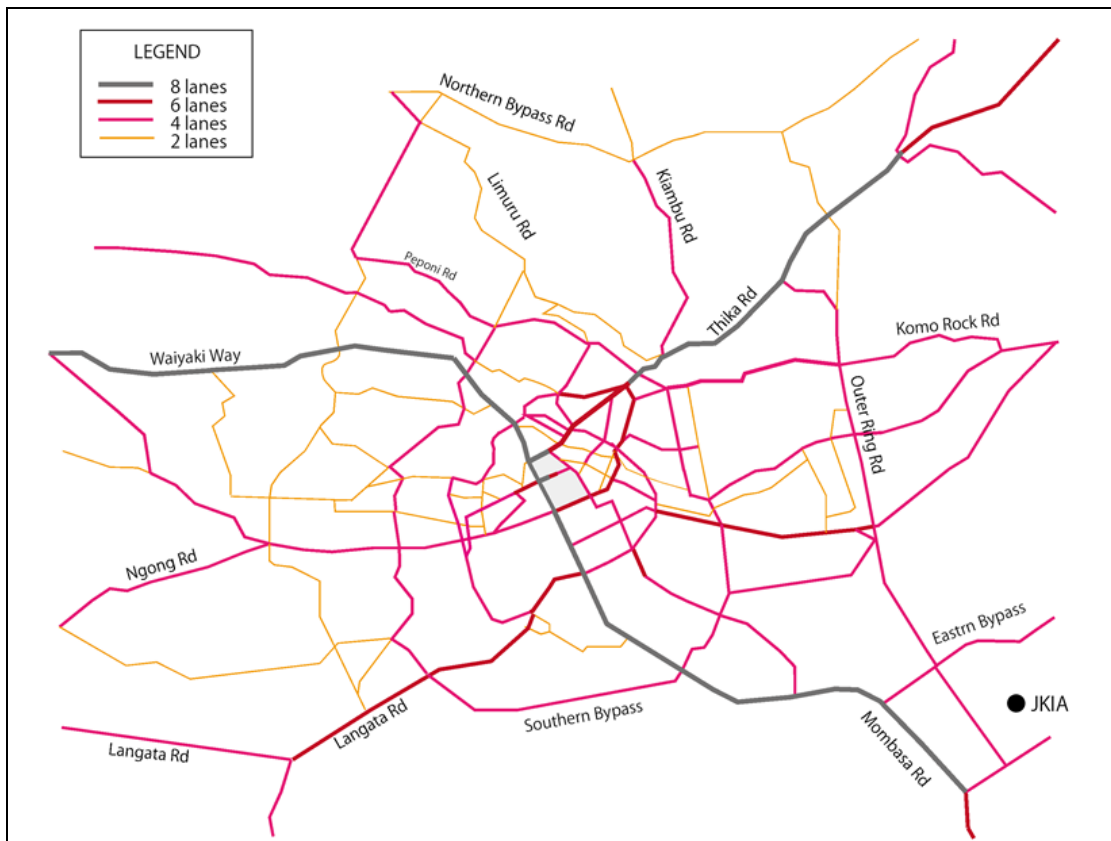 LEGEND
8 lanes
6 lanes
4 lanes
2 lanes
Northern Bypass Rd
Limuru Rd
Kiambu Rd
Peponi Rd
Thika Rd
Komo Rock Rd
Waiyaki Way
Outer Ring Rd
Ngong Rd
Eastrn Bypass
Langata Rd
Southern Bypass
JKIA
Mombasa Rd
Langata Rd